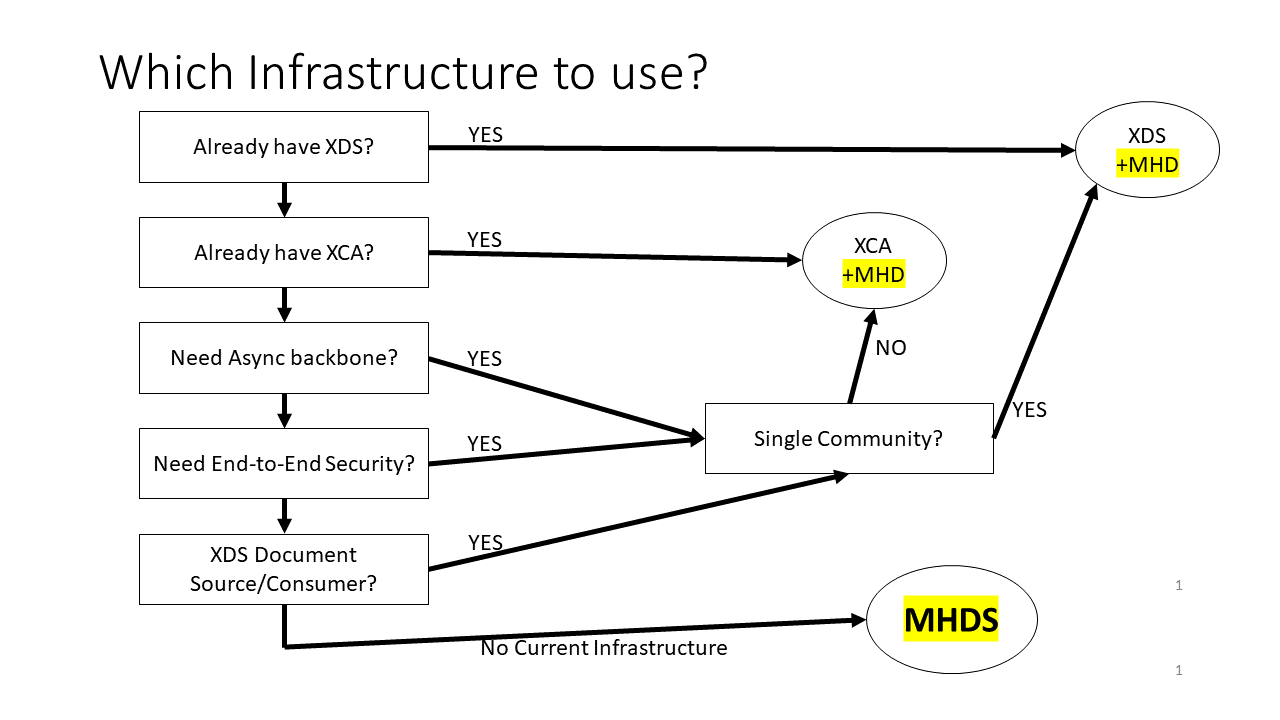 Which Infrastructure to use?
Already have XDS?
YES
XDS
+MHD
Already have XCA?
YES
XCA
+MHD
Need Async backbone?
YES
NO
Single Community?
YES
Need End-to-End Security?
YES
XDS Document
Source/Consumer?
YES
MHDS
No Current Infrastructure
1
1